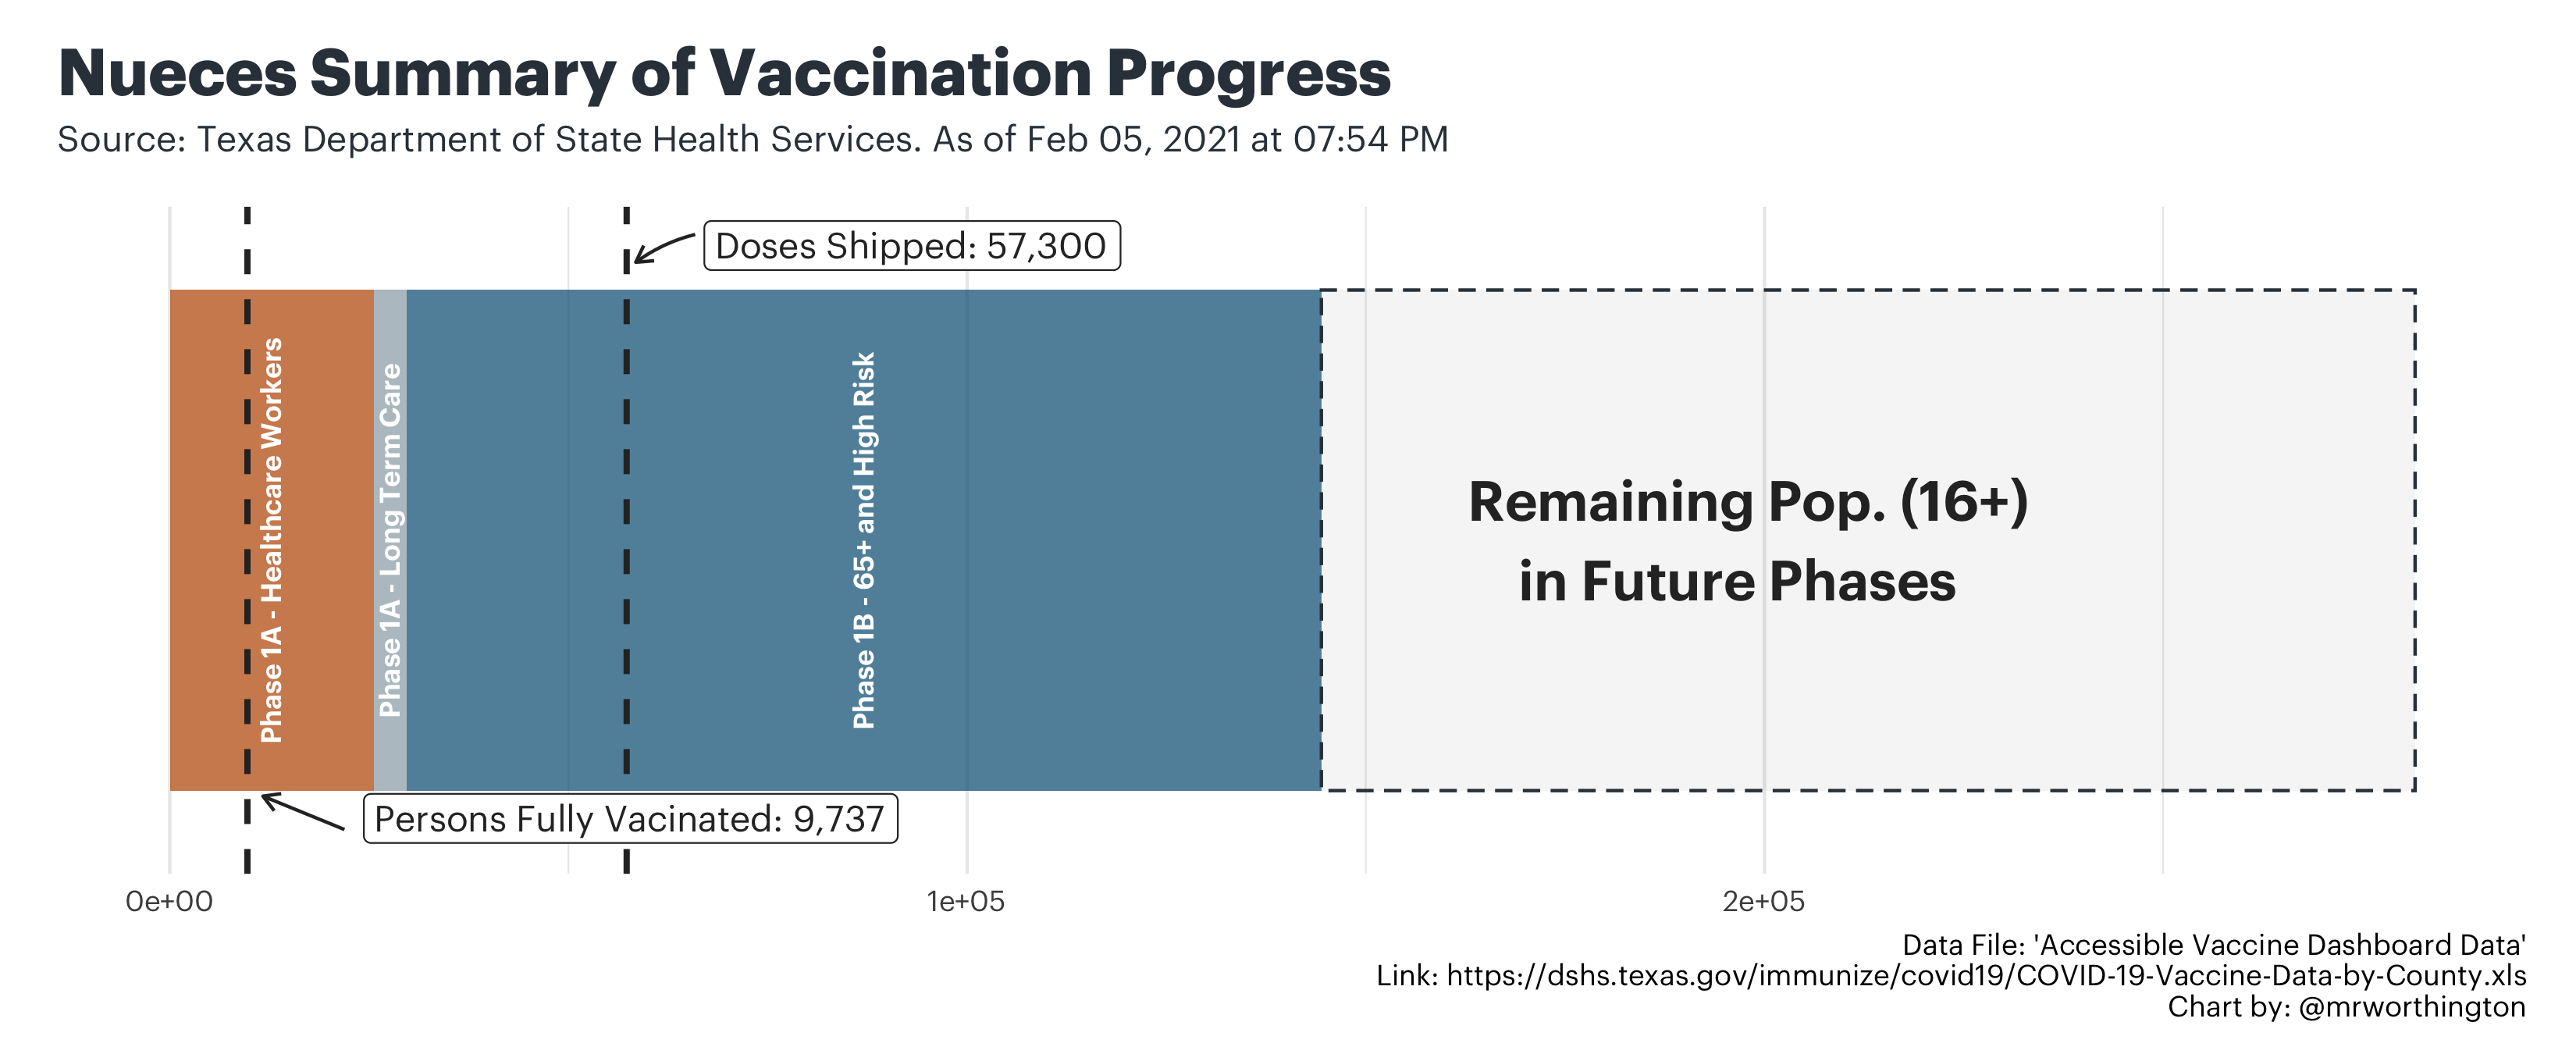 Nueces Summary of Vaccination Progress
Source: Texas Department of State Health Services. As of Feb 05, 2021 at 07:54 PM
Doses Shipped: 57,300
Phase 1A - Healthcare Workers
Phase 1A - Long Term Care
Phase 1B - 65+ and High Risk
Remaining Pop. (16+)
in Future Phases
Persons Fully Vacinated: 9,737
0e+00
1e+05
2e+05
Data File: 'Accessible Vaccine Dashboard Data'
Link: https://dshs.texas.gov/immunize/covid19/COVID-19-Vaccine-Data-by-County.xls
Chart by: @mrworthington